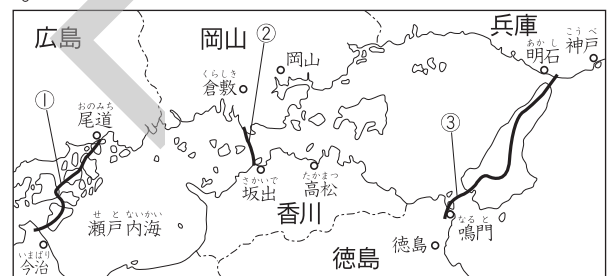 広島
岡山
兵庫
②
岡山
くらしき
倉敷
あかし
明石
こうべ
神戸
①
おのみち
尾道
③
さかいで
坂出
たかまつ
高松
香川
せとないかい
瀬戸内海
なると
鳴門
いまばり
今治
徳島
徳島